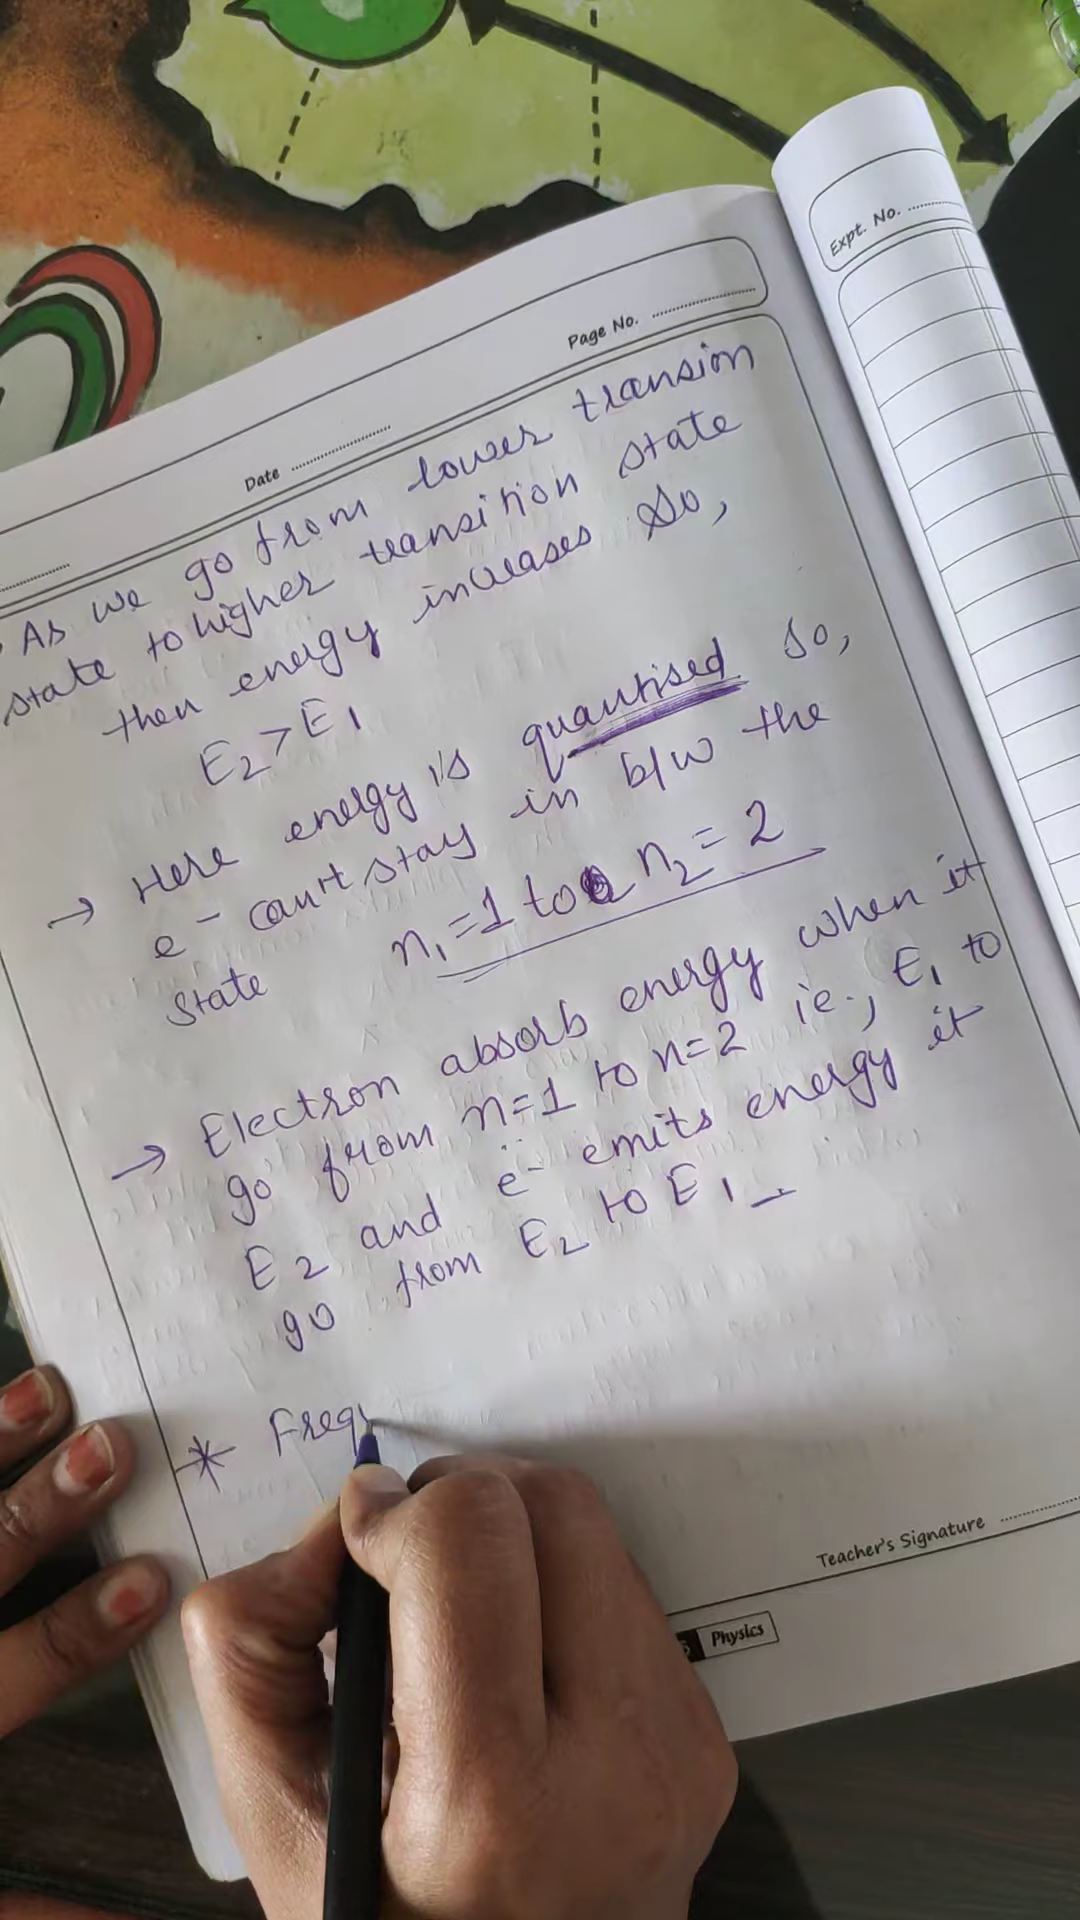 Expt. No.
Page No.
Date
As we go from lower transion
state to higher transition state
then energy increases So,
E2 > E1
→ Here energy is quantised So,
e- can't stay in b/w the
state n1 = 1 to n2 = 2
→ Electron absorb energy when it
go from n=1 to n=2 ie., E1 to
E2 and e- emits energy it
go from E2 to E1
* Frequ
Teacher's Signature
Physics